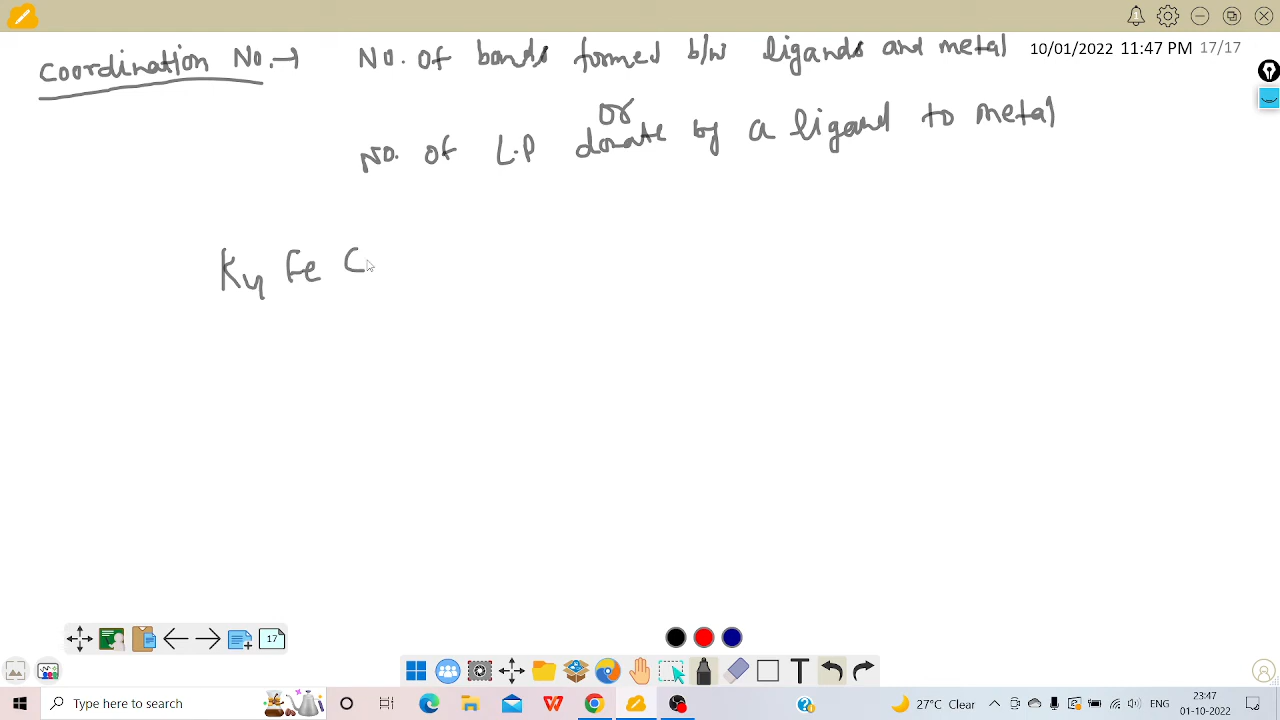 Coordination No. → No. of bonds formed b/w ligands and metal
10/01/2022 11:47 PM 17/17
or
No. of L.P donate by a ligand to metal
K4 Fe C
17
Type here to search
27°C Clear
ENG
23:47
01-10-2022